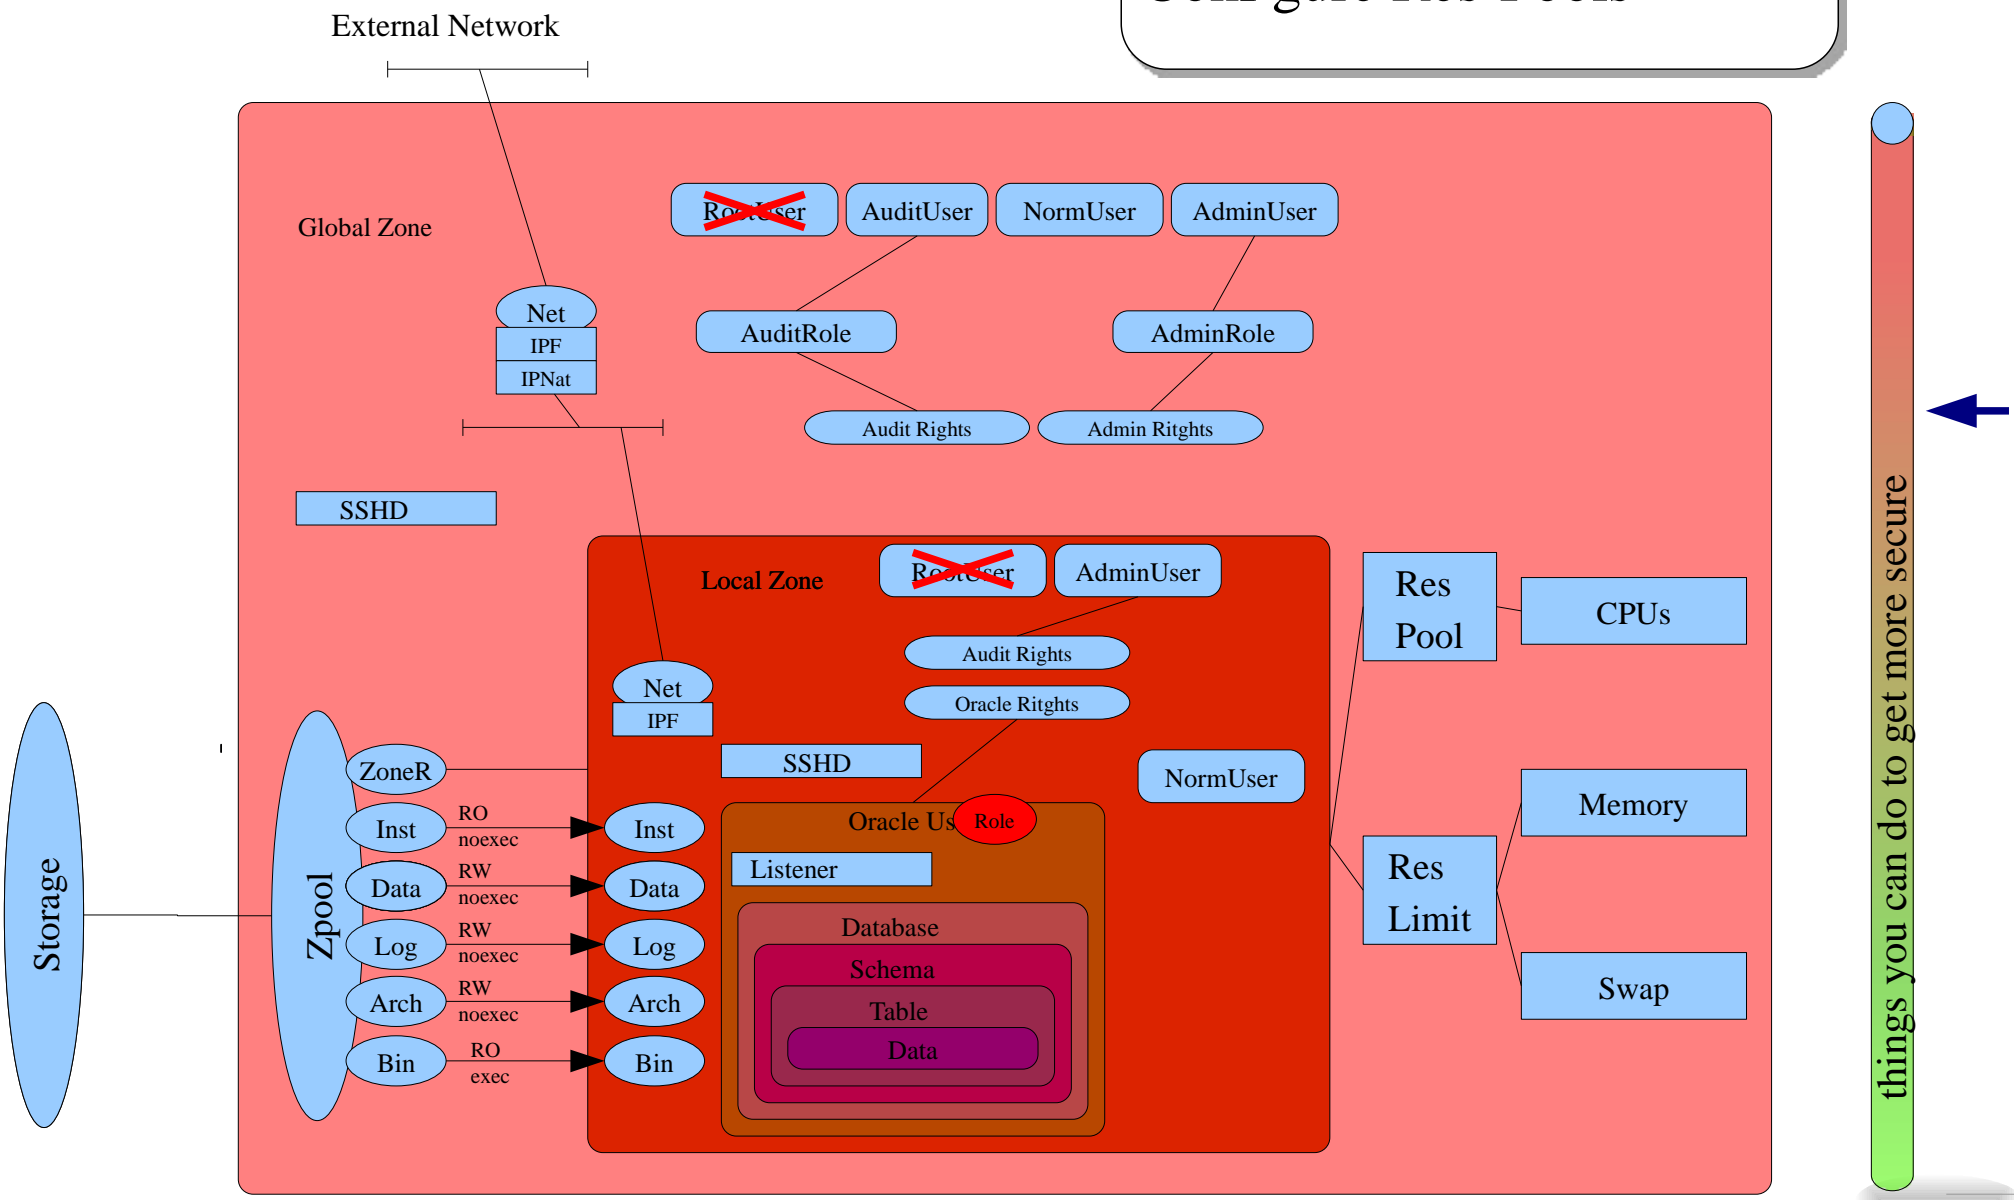 External Network
Global Zone
RootUser
AuditUser
NormUser
AdminUser
Net
IPF
IPNat
AuditRole
AdminRole
Audit Rights
Admin Ritghts
SSHD
Local Zone
RootUser
AdminUser
Audit Rights
Oracle Ritghts
Net
IPF
SSHD
NormUser
Res
Pool
CPUs
Res
Limit
Memory
Swap
Storage
Zpool
ZoneR
Inst
RO
noexec
Inst
Data
RW
noexec
Data
Log
RW
noexec
Log
Arch
RW
noexec
Arch
Bin
RO
exec
Bin
Oracle Us
Role
Listener
Database
Schema
Table
Data
things you can do to get more secure